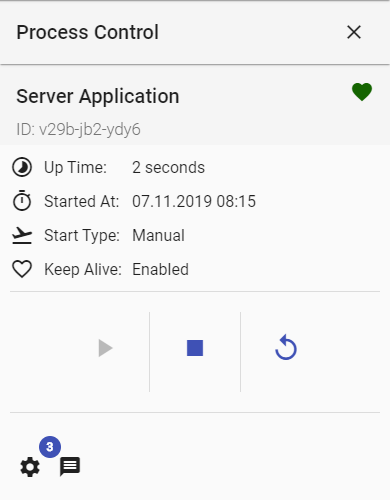 Process Control
Server Application
ID: v29b-jb2-ydy6
Up Time: 2 seconds
Started At: 07.11.2019 08:15
Start Type: Manual
Keep Alive: Enabled
3